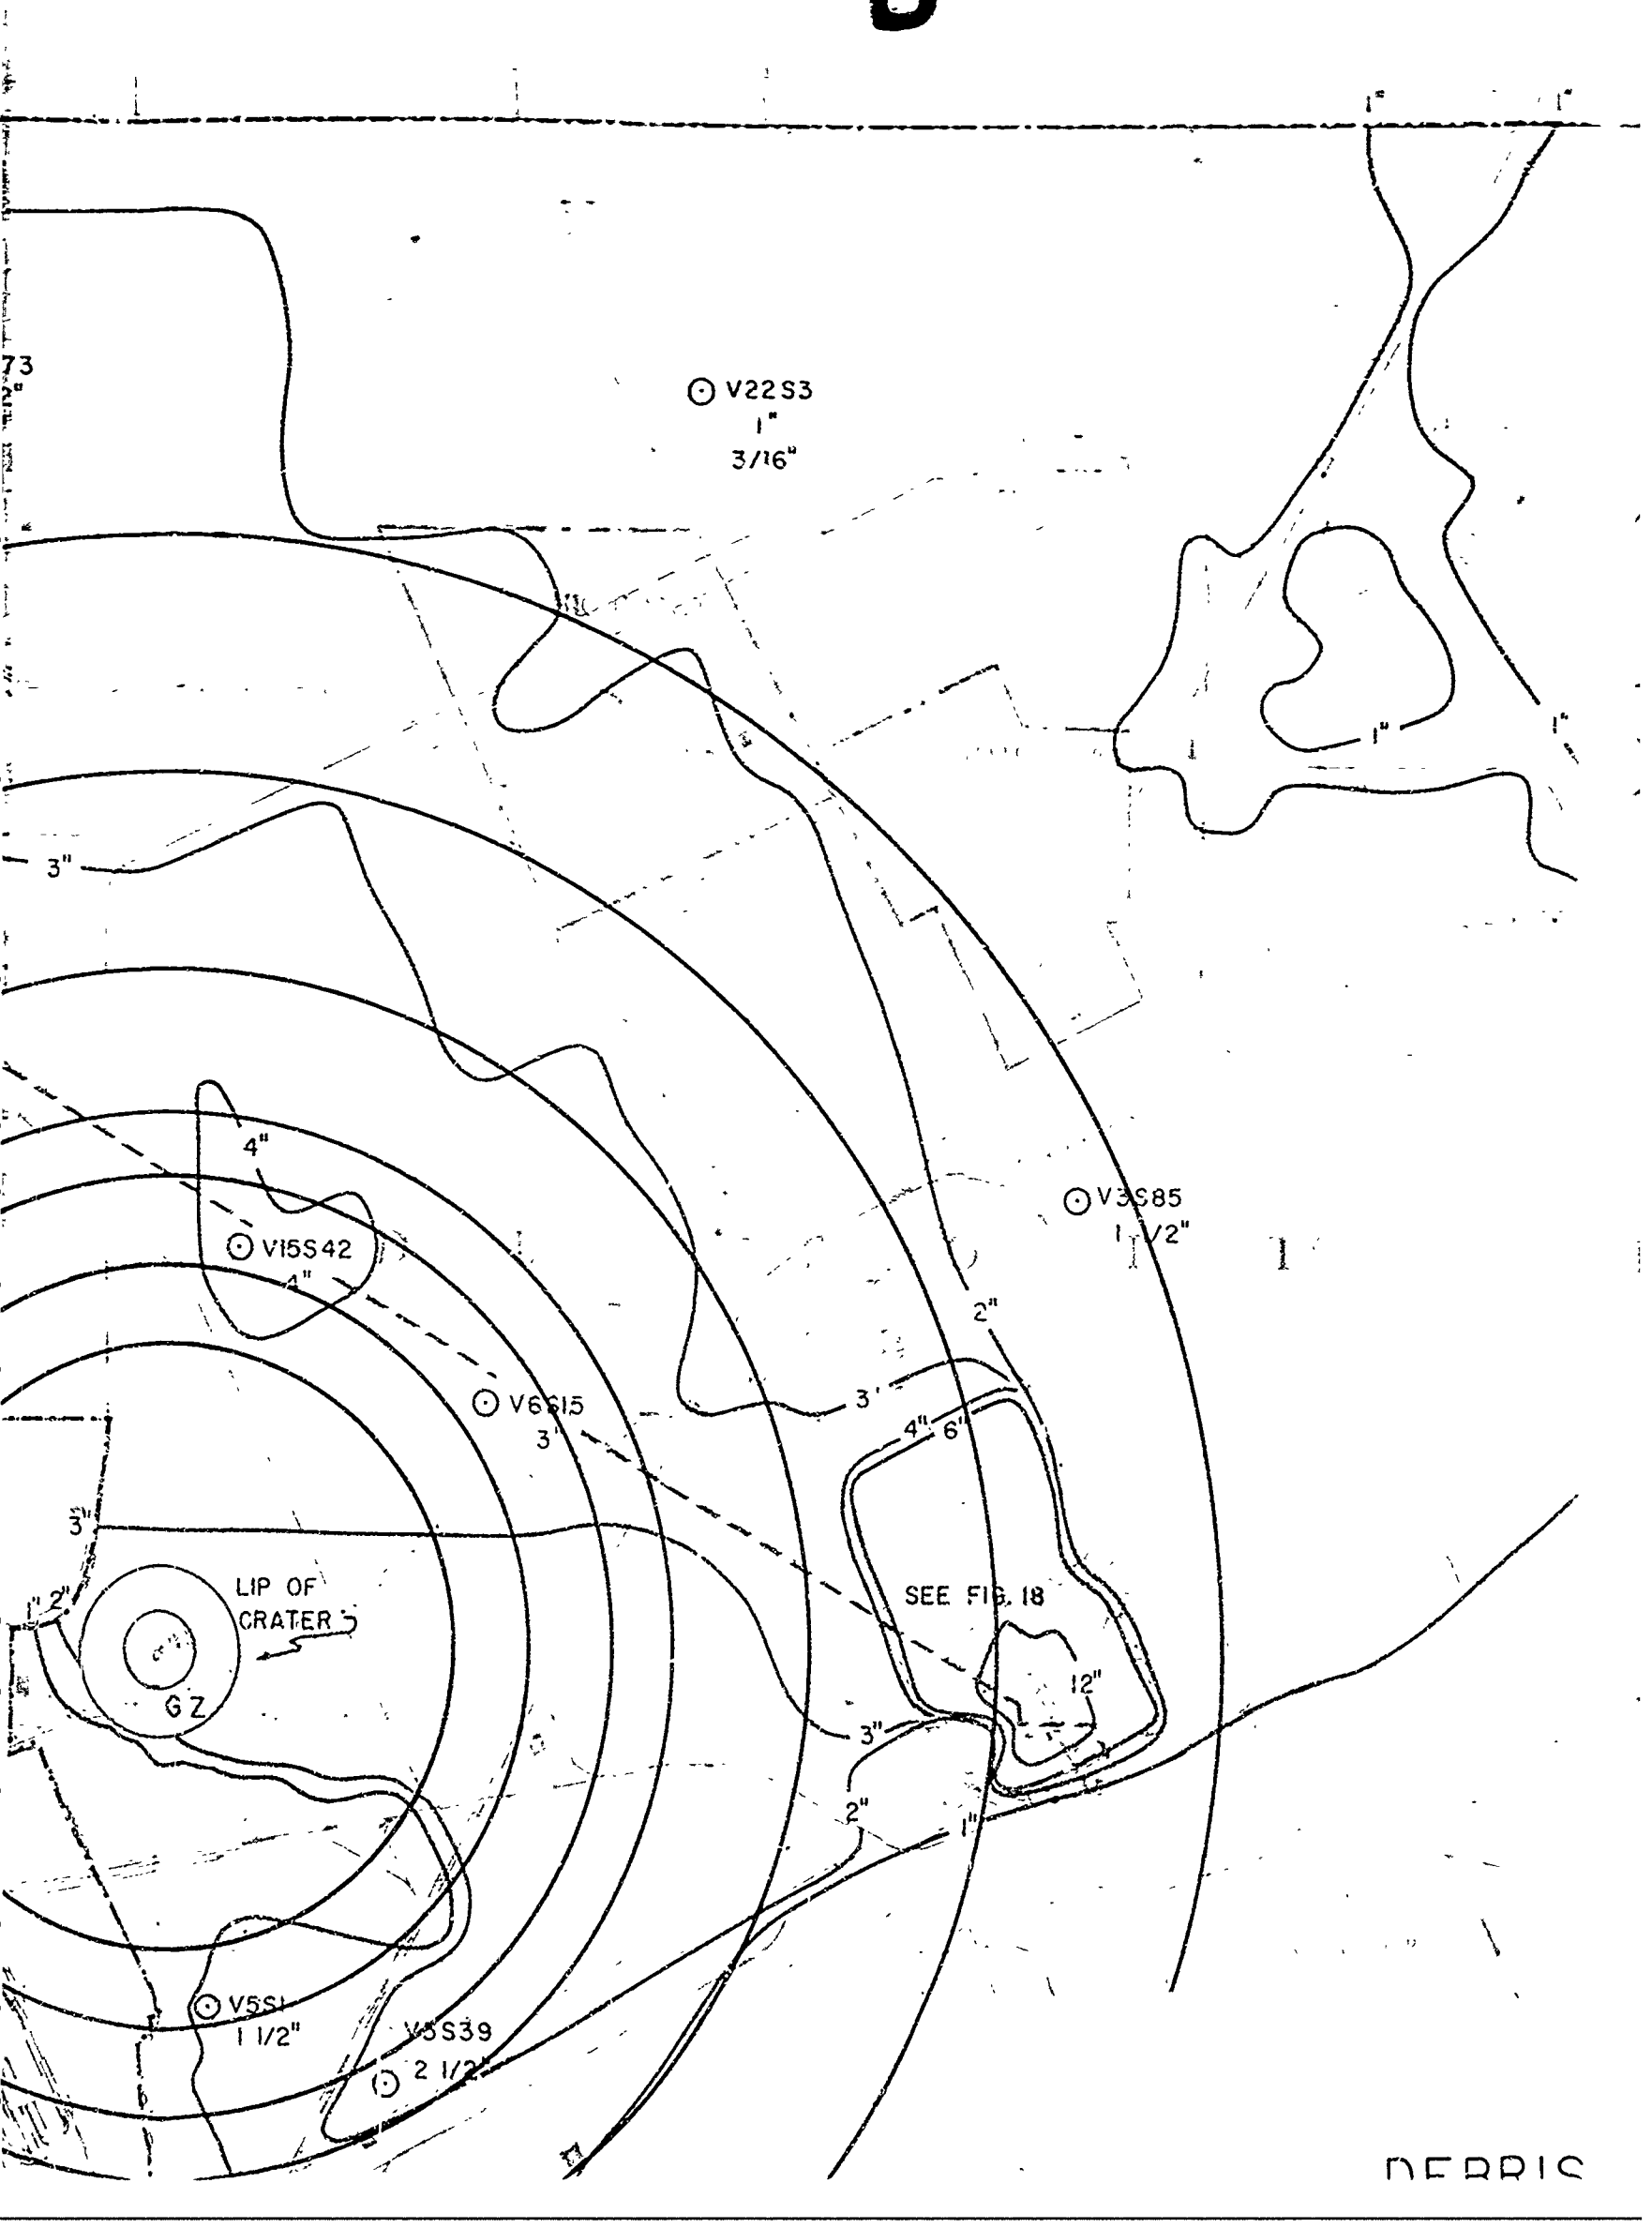 1" 1"
73
V22S3
1"
3/16"
1"
1"
3"
4"
V3S85
1 1/2"
V15S42
4"
2"
3'
V6S15
3'
4" 6"
3"
SEE FIG. 18
LIP OF
CRATER
1" 2"
12"
GZ
3"
2"
1"
V5S1
1 1/2"
V5S39
2 1/2"
DEBRIS